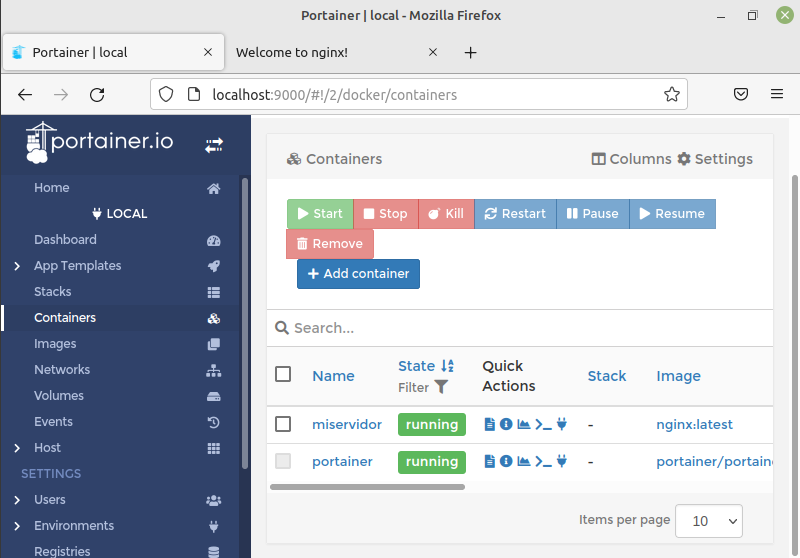 Portainer | local - Mozilla Firefox
Portainer | local
Welcome to nginx!
localhost:9000/#!/2/docker/containers
portainer.io
Home
LOCAL
Dashboard
App Templates
Stacks
Containers
Images
Networks
Volumes
Events
Host
SETTINGS
Users
Environments
Registries
Containers
Columns Settings
Start Stop Kill Restart Pause Resume
Remove
Add container
Search...
Name State Filter Quick Actions Stack Image
miservidor running - nginx:latest
portainer running - portainer/portaine
Items per page 10